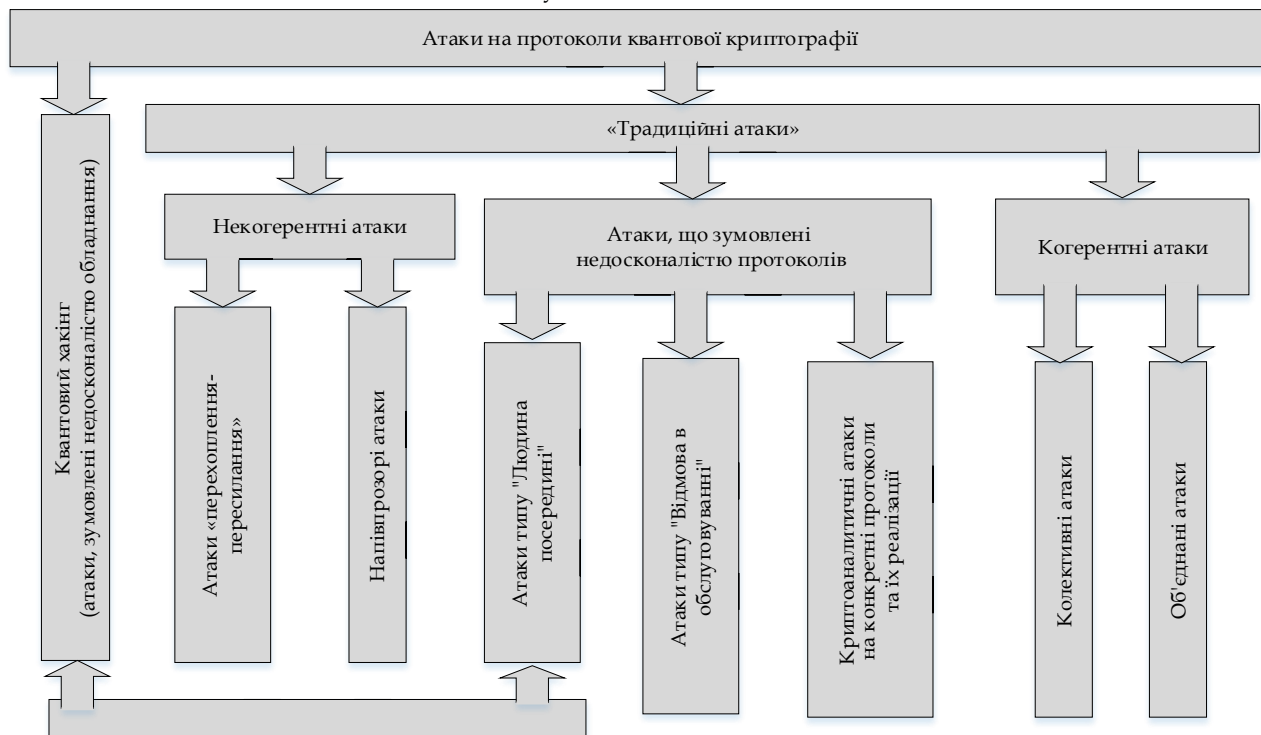 Атаки на протоколи квантової криптографії
«Традиційні атаки»
Квантовий хакінг
(атаки, зумовлені недосконалістю обладнання)
Некогерентні атаки
Атаки, що зумовлені
недосконалістю протоколів
Когерентні атаки
Атаки «перехоплення-
пересилання»
Напівпрозорі атаки
Атаки типу "Людина
посередині"
Атаки типу "Відмова в
обслуговуванні"
Криптоаналитичні атаки
на конкретні протоколи
та їх реалізації
Колективні атаки
Об'єднані атаки